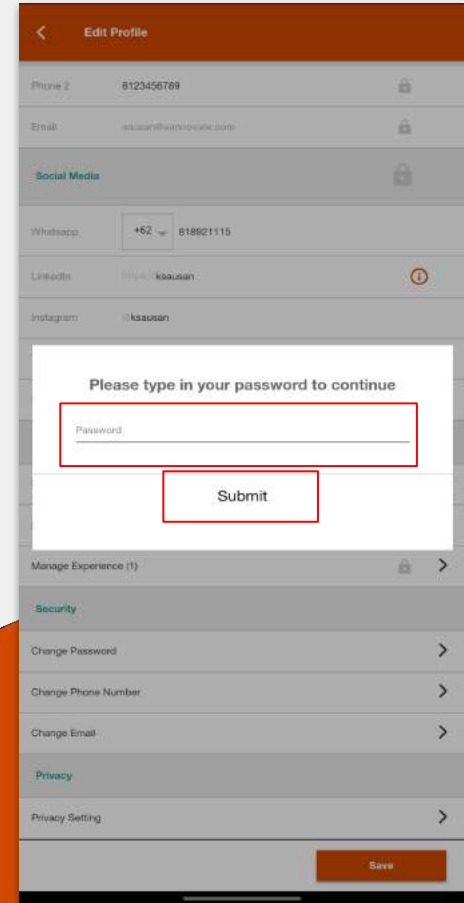 Edit Profile
Phone 2 8123456789
Email
Social Media
Whatsapp +62 818921115
LinkedIn ksausan
Instagram ksausan
Please type in your password to continue
Password
Submit
Manage Experience (1)
Security
Change Password
Change Phone Number
Change Email
Privacy
Privacy Setting
Save